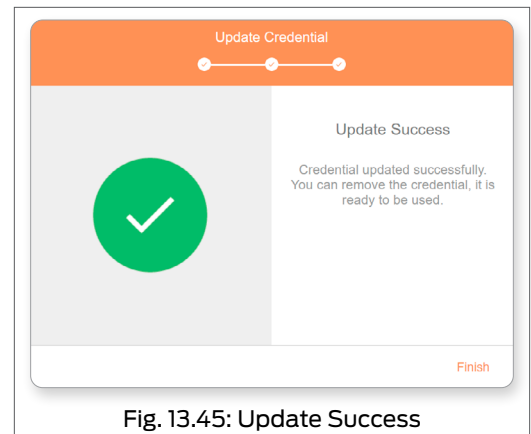 Update Credential
Update Success
Credential updated successfully.
You can remove the credential, it is
ready to be used.
Finish
Fig. 13.45: Update Success